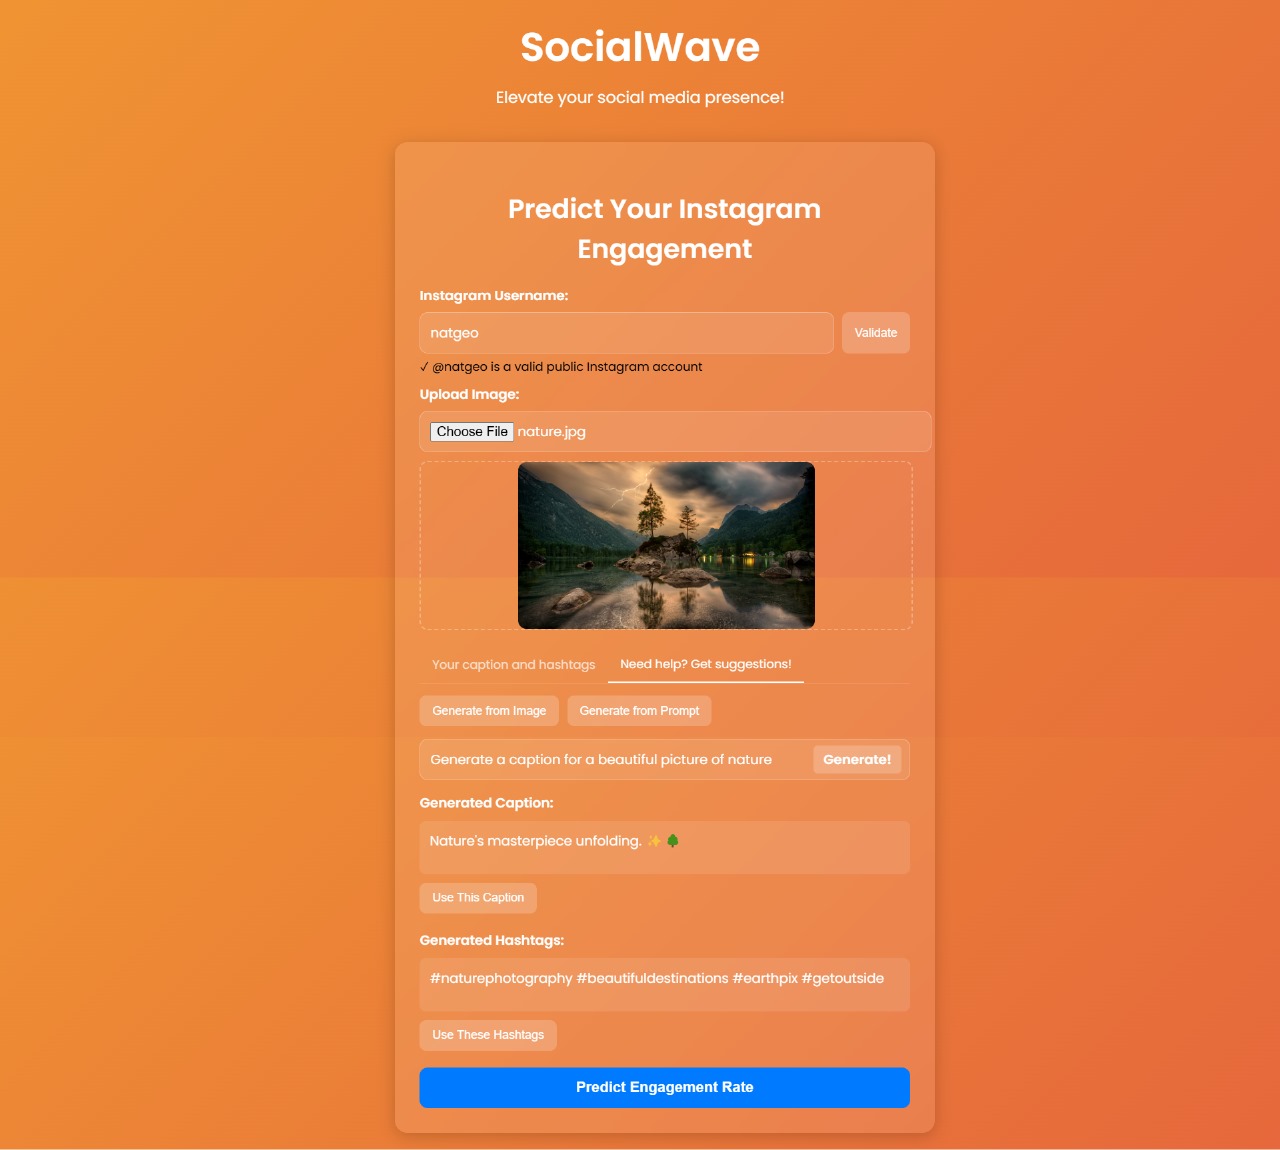 SocialWave
Elevate your social media presence!
Predict Your Instagram
Engagement
Instagram Username:
natgeo
Validate
✓ @natgeo is a valid public Instagram account
Upload Image:
Choose File nature.jpg
Your caption and hashtags
Need help? Get suggestions!
Generate from Image
Generate from Prompt
Generate a caption for a beautiful picture of nature
Generate!
Generated Caption:
Nature's masterpiece unfolding. ✨ 🌳
Use This Caption
Generated Hashtags:
#naturephotography #beautifuldestinations #earthpix #getoutside
Use These Hashtags
Predict Engagement Rate